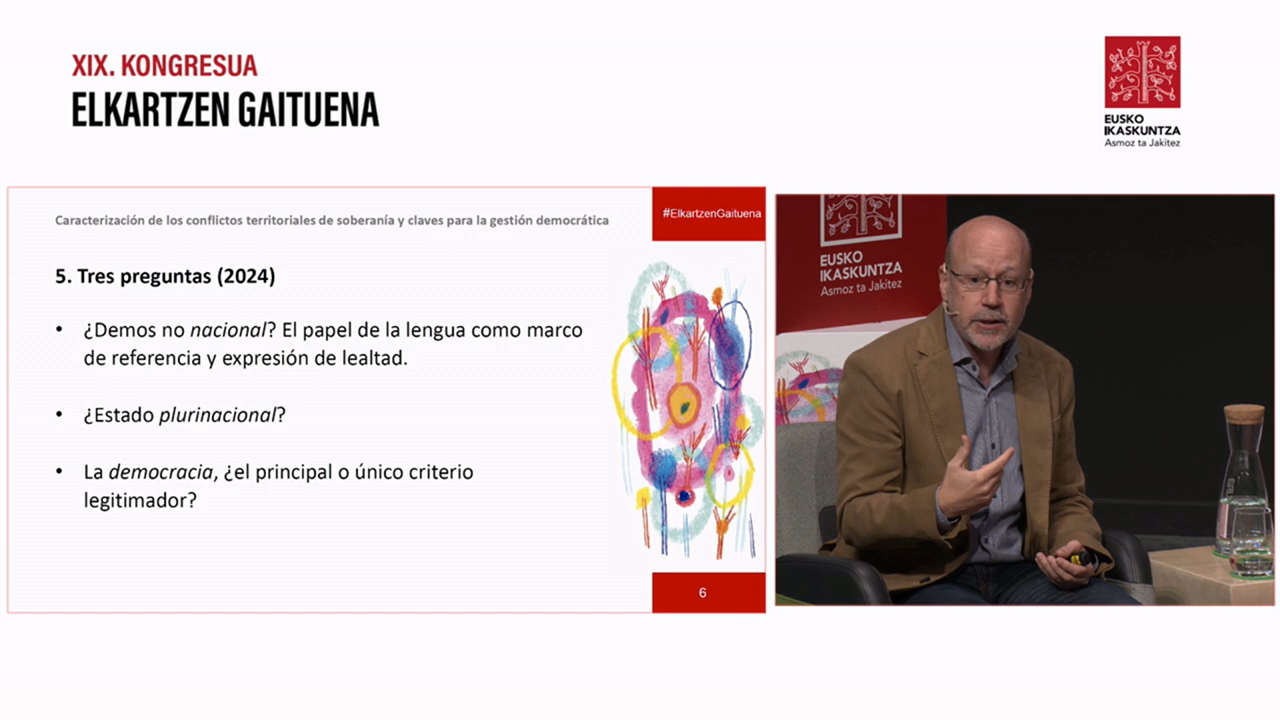 XIX. KONGRESUA
ELKARTZEN GAITUENA
EUSKO
IKASKUNTZA
Asmoz ta Jakitez
Caracterización de los conflictos territoriales de soberanía y claves para la gestión democrática
#ElkartzenGaituena
5. Tres preguntas (2024)
• ¿Demos no nacional? El papel de la lengua como marco
de referencia y expresión de lealtad.
• ¿Estado plurinacional?
• La democracia, ¿el principal o único criterio
legitimador?
6
EUSKO
IKASKUNTZA
Asmoz ta Jakitez